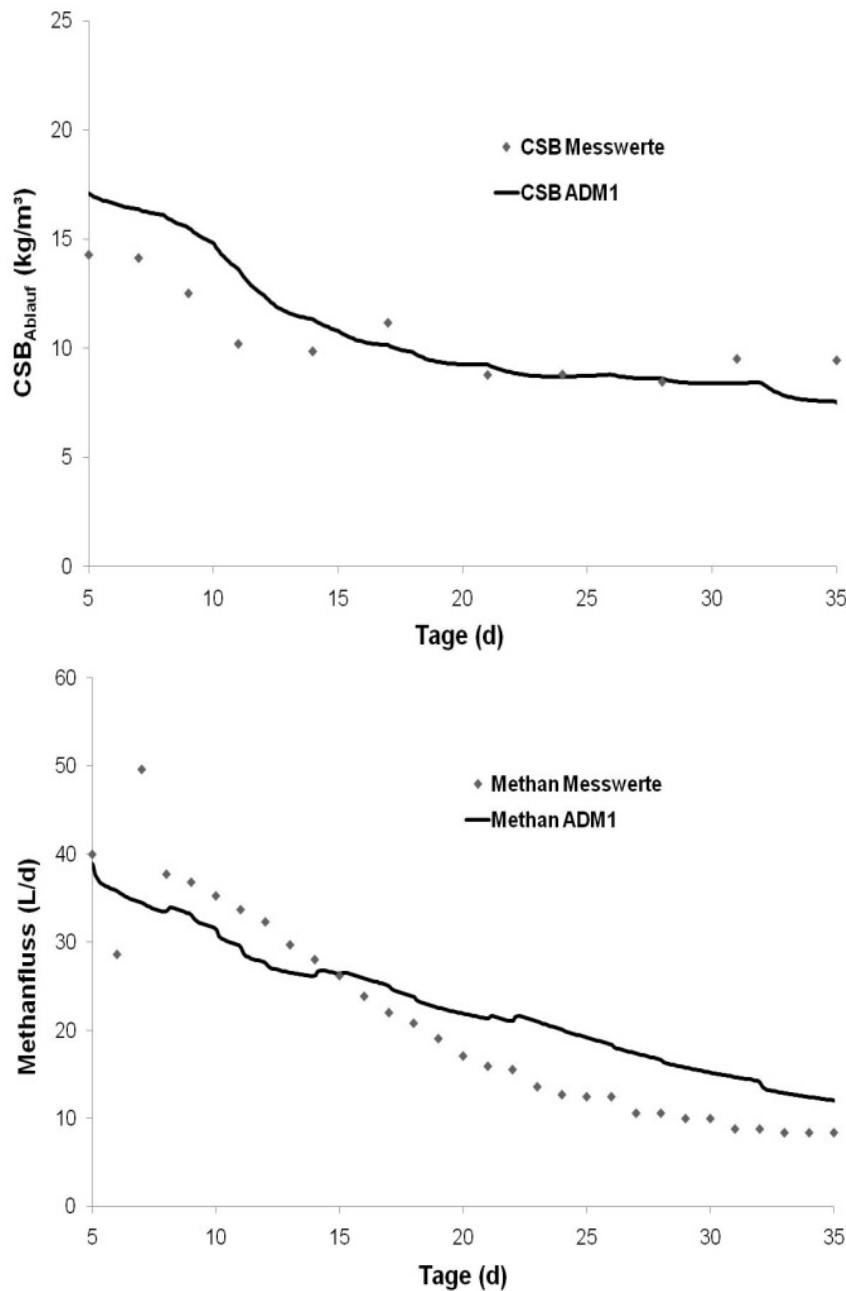 25
20
15
10
5
0
CSB Messwerte
CSB ADM1
CSB_Ablauf (kg/m³)
5 10 15 20 25 30 35
Tage (d)
60
50
40
30
20
10
0
Methan Messwerte
Methan ADM1
Methanfluss (L/d)
5 10 15 20 25 30 35
Tage (d)